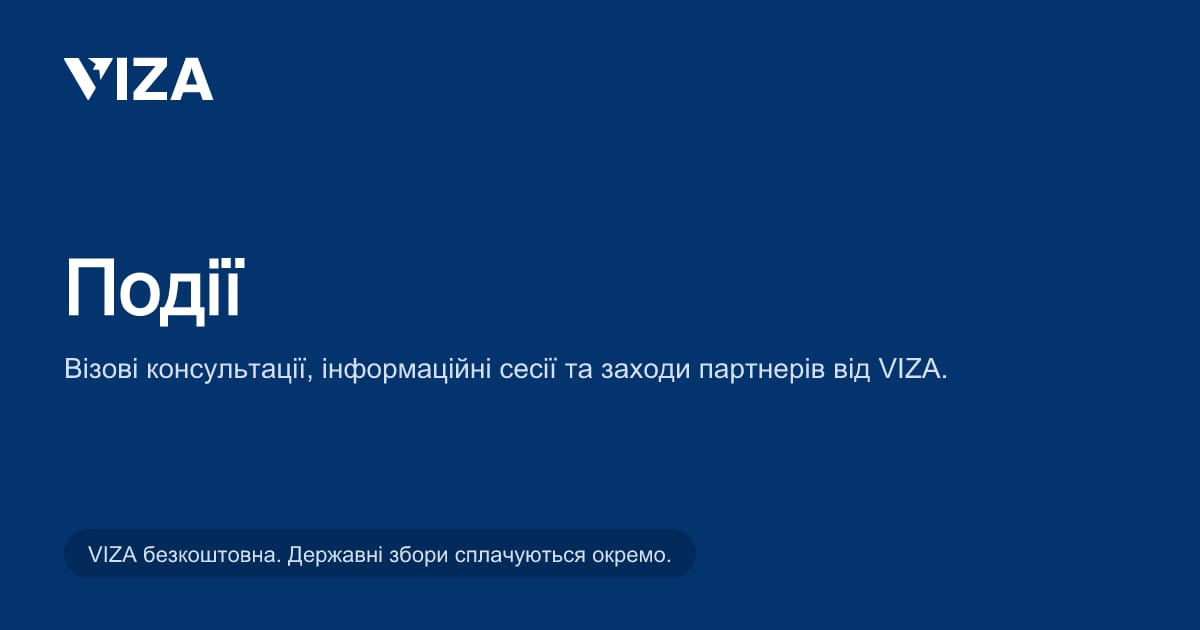 VIZA
Події
Візові консультації, інформаційні сесії та заходи партнерів від VIZA.
VIZA безкоштовна. Державні збори сплачуються окремо.